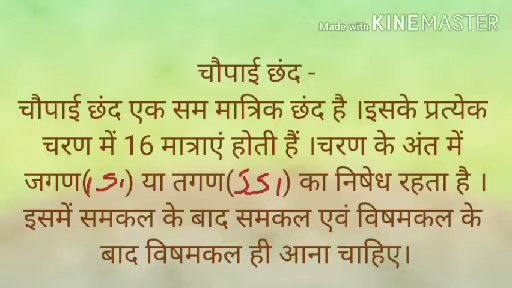 Made with KINEMASTER
चौपाई छंद -
चौपाई छंद एक सम मात्रिक छंद है ।इसके प्रत्येक
चरण में 16 मात्राएं होती हैं ।चरण के अंत में
जगण(।ऽ।) या तगण(ऽऽ।) का निषेध रहता है ।
इसमें समकल के बाद समकल एवं विषमकल के
बाद विषमकल ही आना चाहिए।